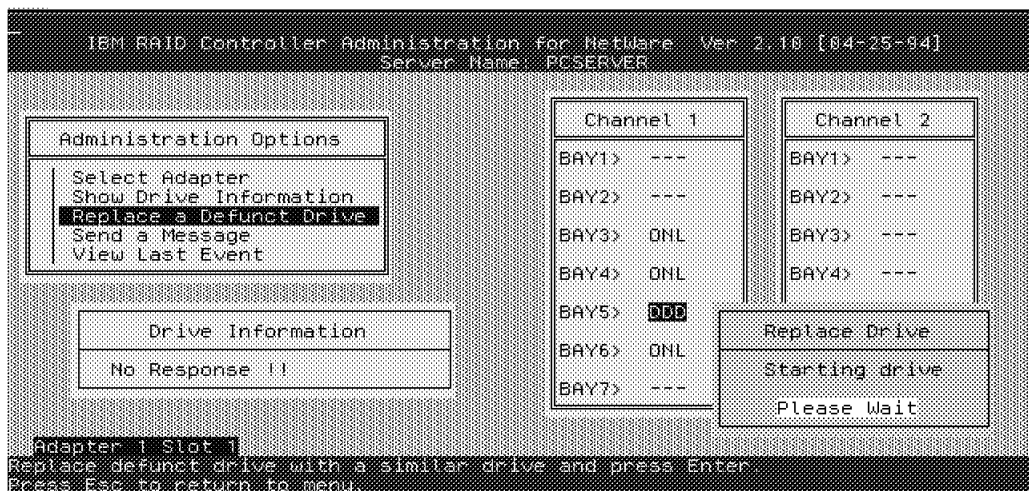 IBM RAID Controller Administration for NetWare Ver 2.10 [04-25-94]
Server Name: PCSERVER
Administration Options
Select Adapter
Show Drive Information
Replace a Defunct Drive
Send a Message
View Last Event
Drive Information
No Response !!
Channel 1
BAY1> ---
BAY2> ---
BAY3> ONL
BAY4> ONL
BAY5> DDD
BAY6> ONL
BAY7> ---
Channel 2
BAY1> ---
BAY2> ---
BAY3> ---
BAY4> ---
Replace Drive
Starting drive
Please Wait
Adapter 1 Slot 1
Replace defunct drive with a similar drive and press Enter.
Press Esc to return to menu.